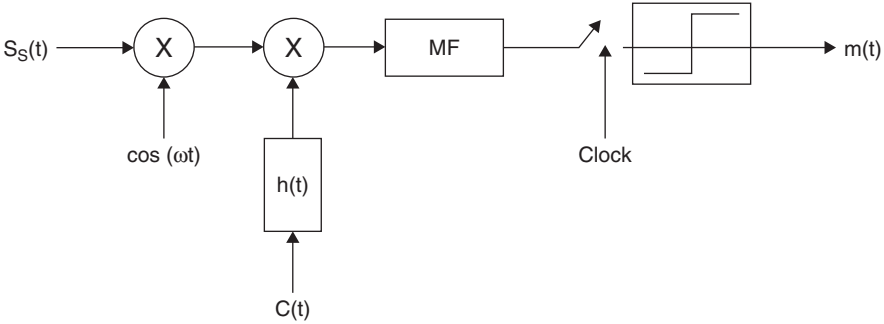 S_S(t)
X
X
MF
m(t)
cos (ωt)
h(t)
Clock
C(t)